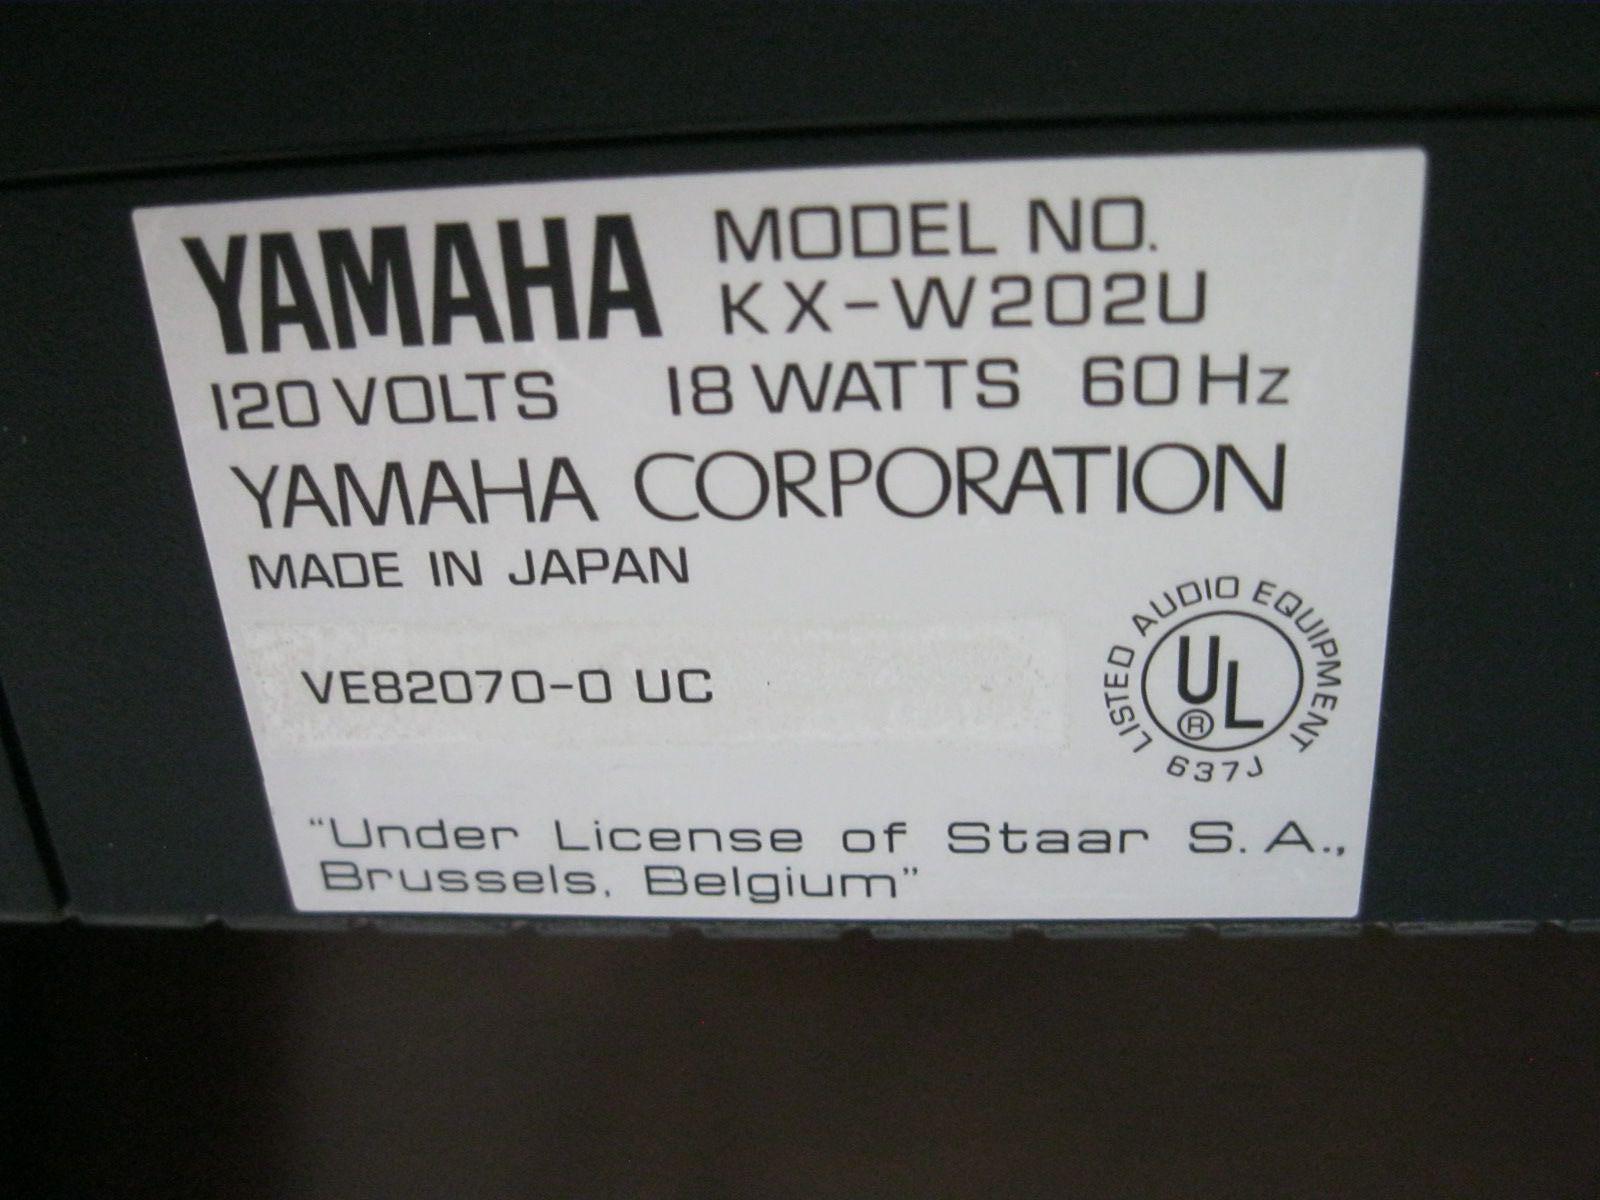 YAMAHA MODEL NO.
KX-W202U
120 VOLTS 18 WATTS 60 Hz
YAMAHA CORPORATION
MADE IN JAPAN
VE82070-0 UC
LISTED AUDIO EQUIPMENT
UL
®
637J
"Under License of Staar S. A.,
Brussels, Belgium"